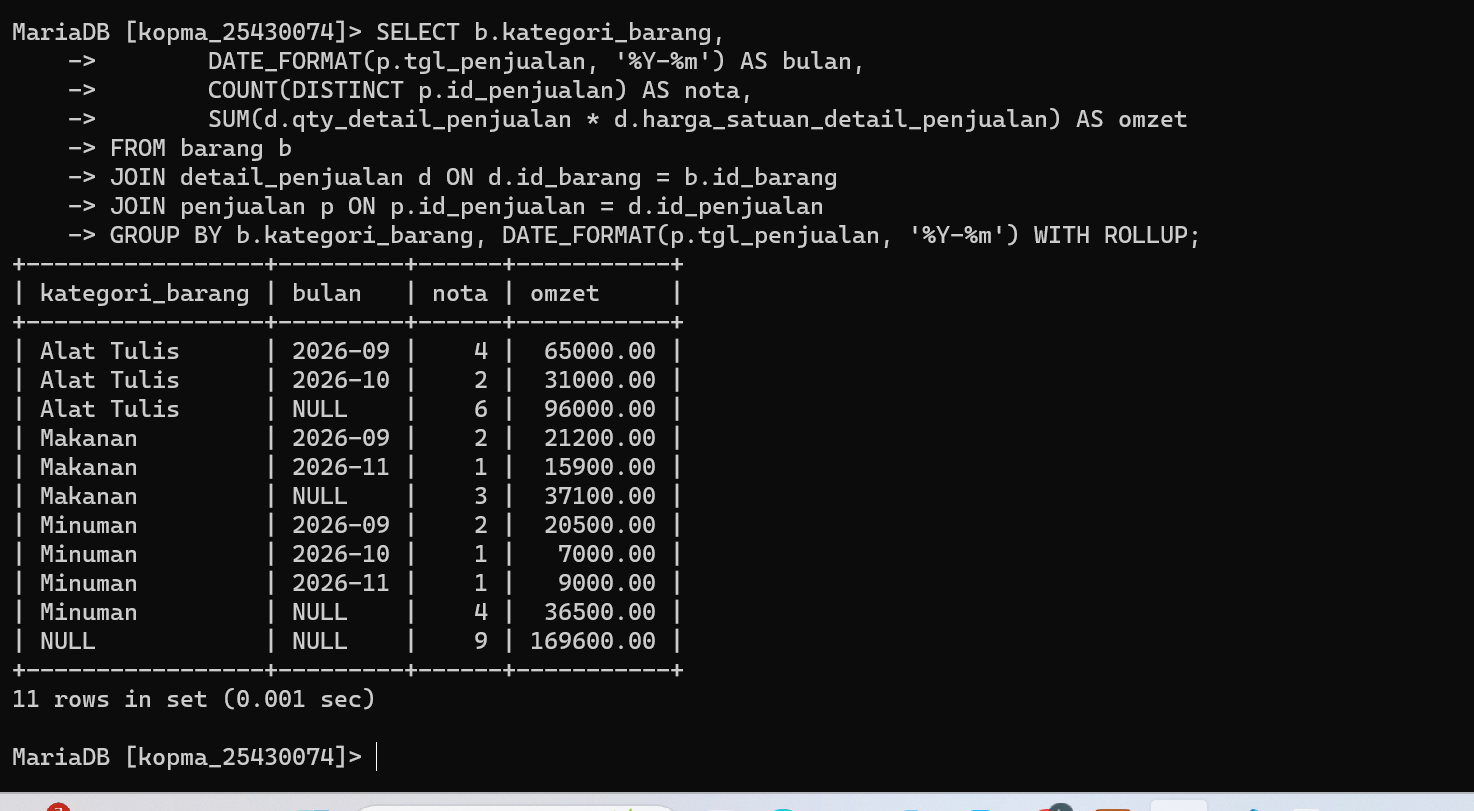 MariaDB [kopma_25430074]> SELECT b.kategori_barang,
    ->        DATE_FORMAT(p.tgl_penjualan, '%Y-%m') AS bulan,
    ->        COUNT(DISTINCT p.id_penjualan) AS nota,
    ->        SUM(d.qty_detail_penjualan * d.harga_satuan_detail_penjualan) AS omzet
    -> FROM barang b
    -> JOIN detail_penjualan d ON d.id_barang = b.id_barang
    -> JOIN penjualan p ON p.id_penjualan = d.id_penjualan
    -> GROUP BY b.kategori_barang, DATE_FORMAT(p.tgl_penjualan, '%Y-%m') WITH ROLLUP;
+-----------------+---------+------+-----------+
| kategori_barang | bulan   | nota | omzet     |
+-----------------+---------+------+-----------+
| Alat Tulis      | 2026-09 |    4 |  65000.00 |
| Alat Tulis      | 2026-10 |    2 |  31000.00 |
| Alat Tulis      | NULL    |    6 |  96000.00 |
| Makanan         | 2026-09 |    2 |  21200.00 |
| Makanan         | 2026-11 |    1 |  15900.00 |
| Makanan         | NULL    |    3 |  37100.00 |
| Minuman         | 2026-09 |    2 |  20500.00 |
| Minuman         | 2026-10 |    1 |   7000.00 |
| Minuman         | 2026-11 |    1 |   9000.00 |
| Minuman         | NULL    |    4 |  36500.00 |
| NULL            | NULL    |    9 | 169600.00 |
+-----------------+---------+------+-----------+
11 rows in set (0.001 sec)

MariaDB [kopma_25430074]>